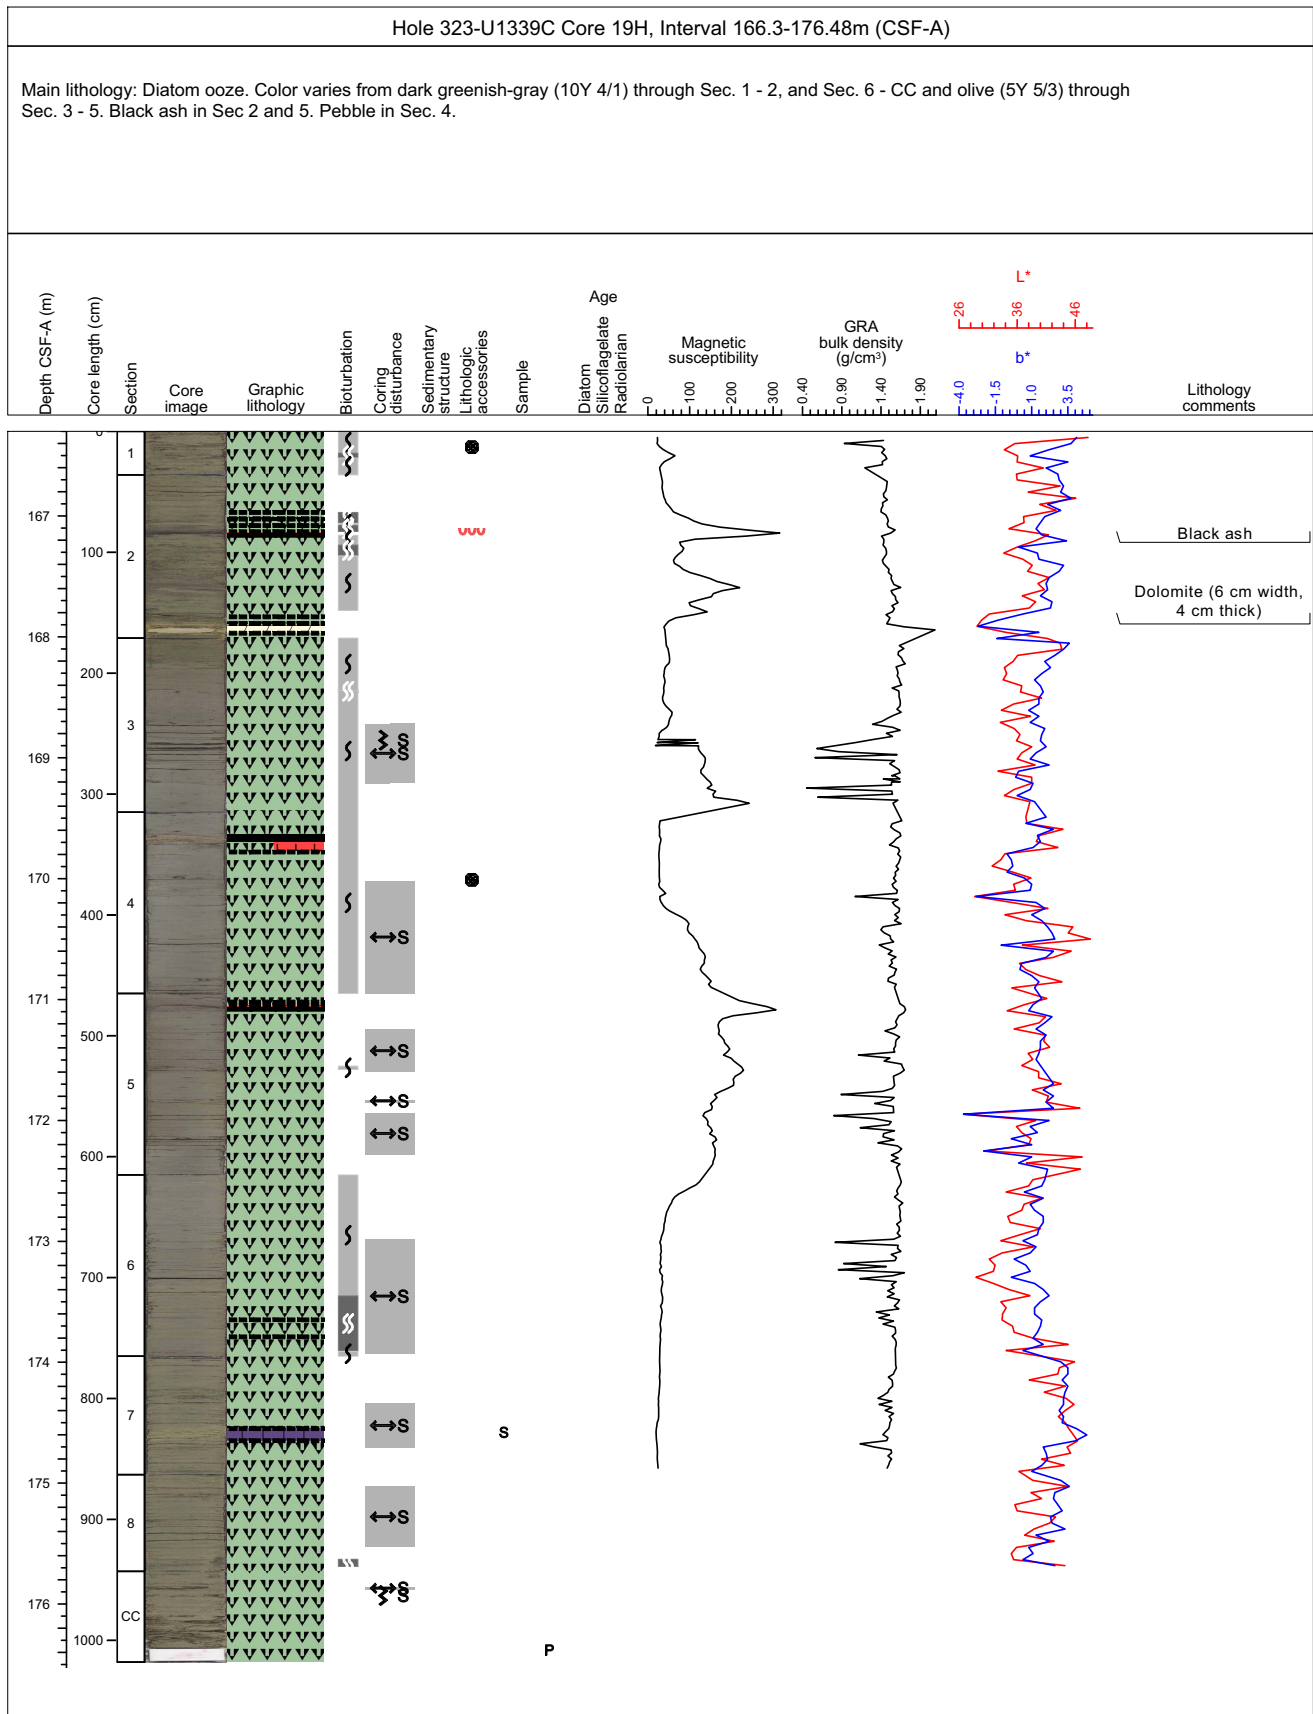 Hole 323-U1339C Core 19H, Interval 166.3-176.48m (CSF-A)
Main lithology: Diatom ooze. Color varies from dark greenish-gray (10Y 4/1) through Sec. 1 - 2, and Sec. 6 - CC and olive (5Y 5/3) through
Sec. 3 - 5. Black ash in Sec 2 and 5. Pebble in Sec. 4.
Depth CSF-A (m)
Core length (cm)
Section
Core
image
Graphic
lithology
Bioturbation
Coring
disturbance
Sedimentary
structure
Lithologic
accessories
Sample
Age
Diatom
Silicoflagelate
Radiolarian
Magnetic
susceptibility
0
100
200
300
GRA
bulk density
(g/cm³)
0.40
0.90
1.40
1.90
L*
26
36
46
b*
-4.0
-1.5
1.0
3.5
Lithology
comments
167
168
169
170
171
172
173
174
175
176
0
100
200
300
400
500
600
700
800
900
1000
1
2
3
4
5
6
7
8
CC
S
S
S
S
S
S
S
S
S
S
S
S
P
Black ash
Dolomite (6 cm width,
4 cm thick)